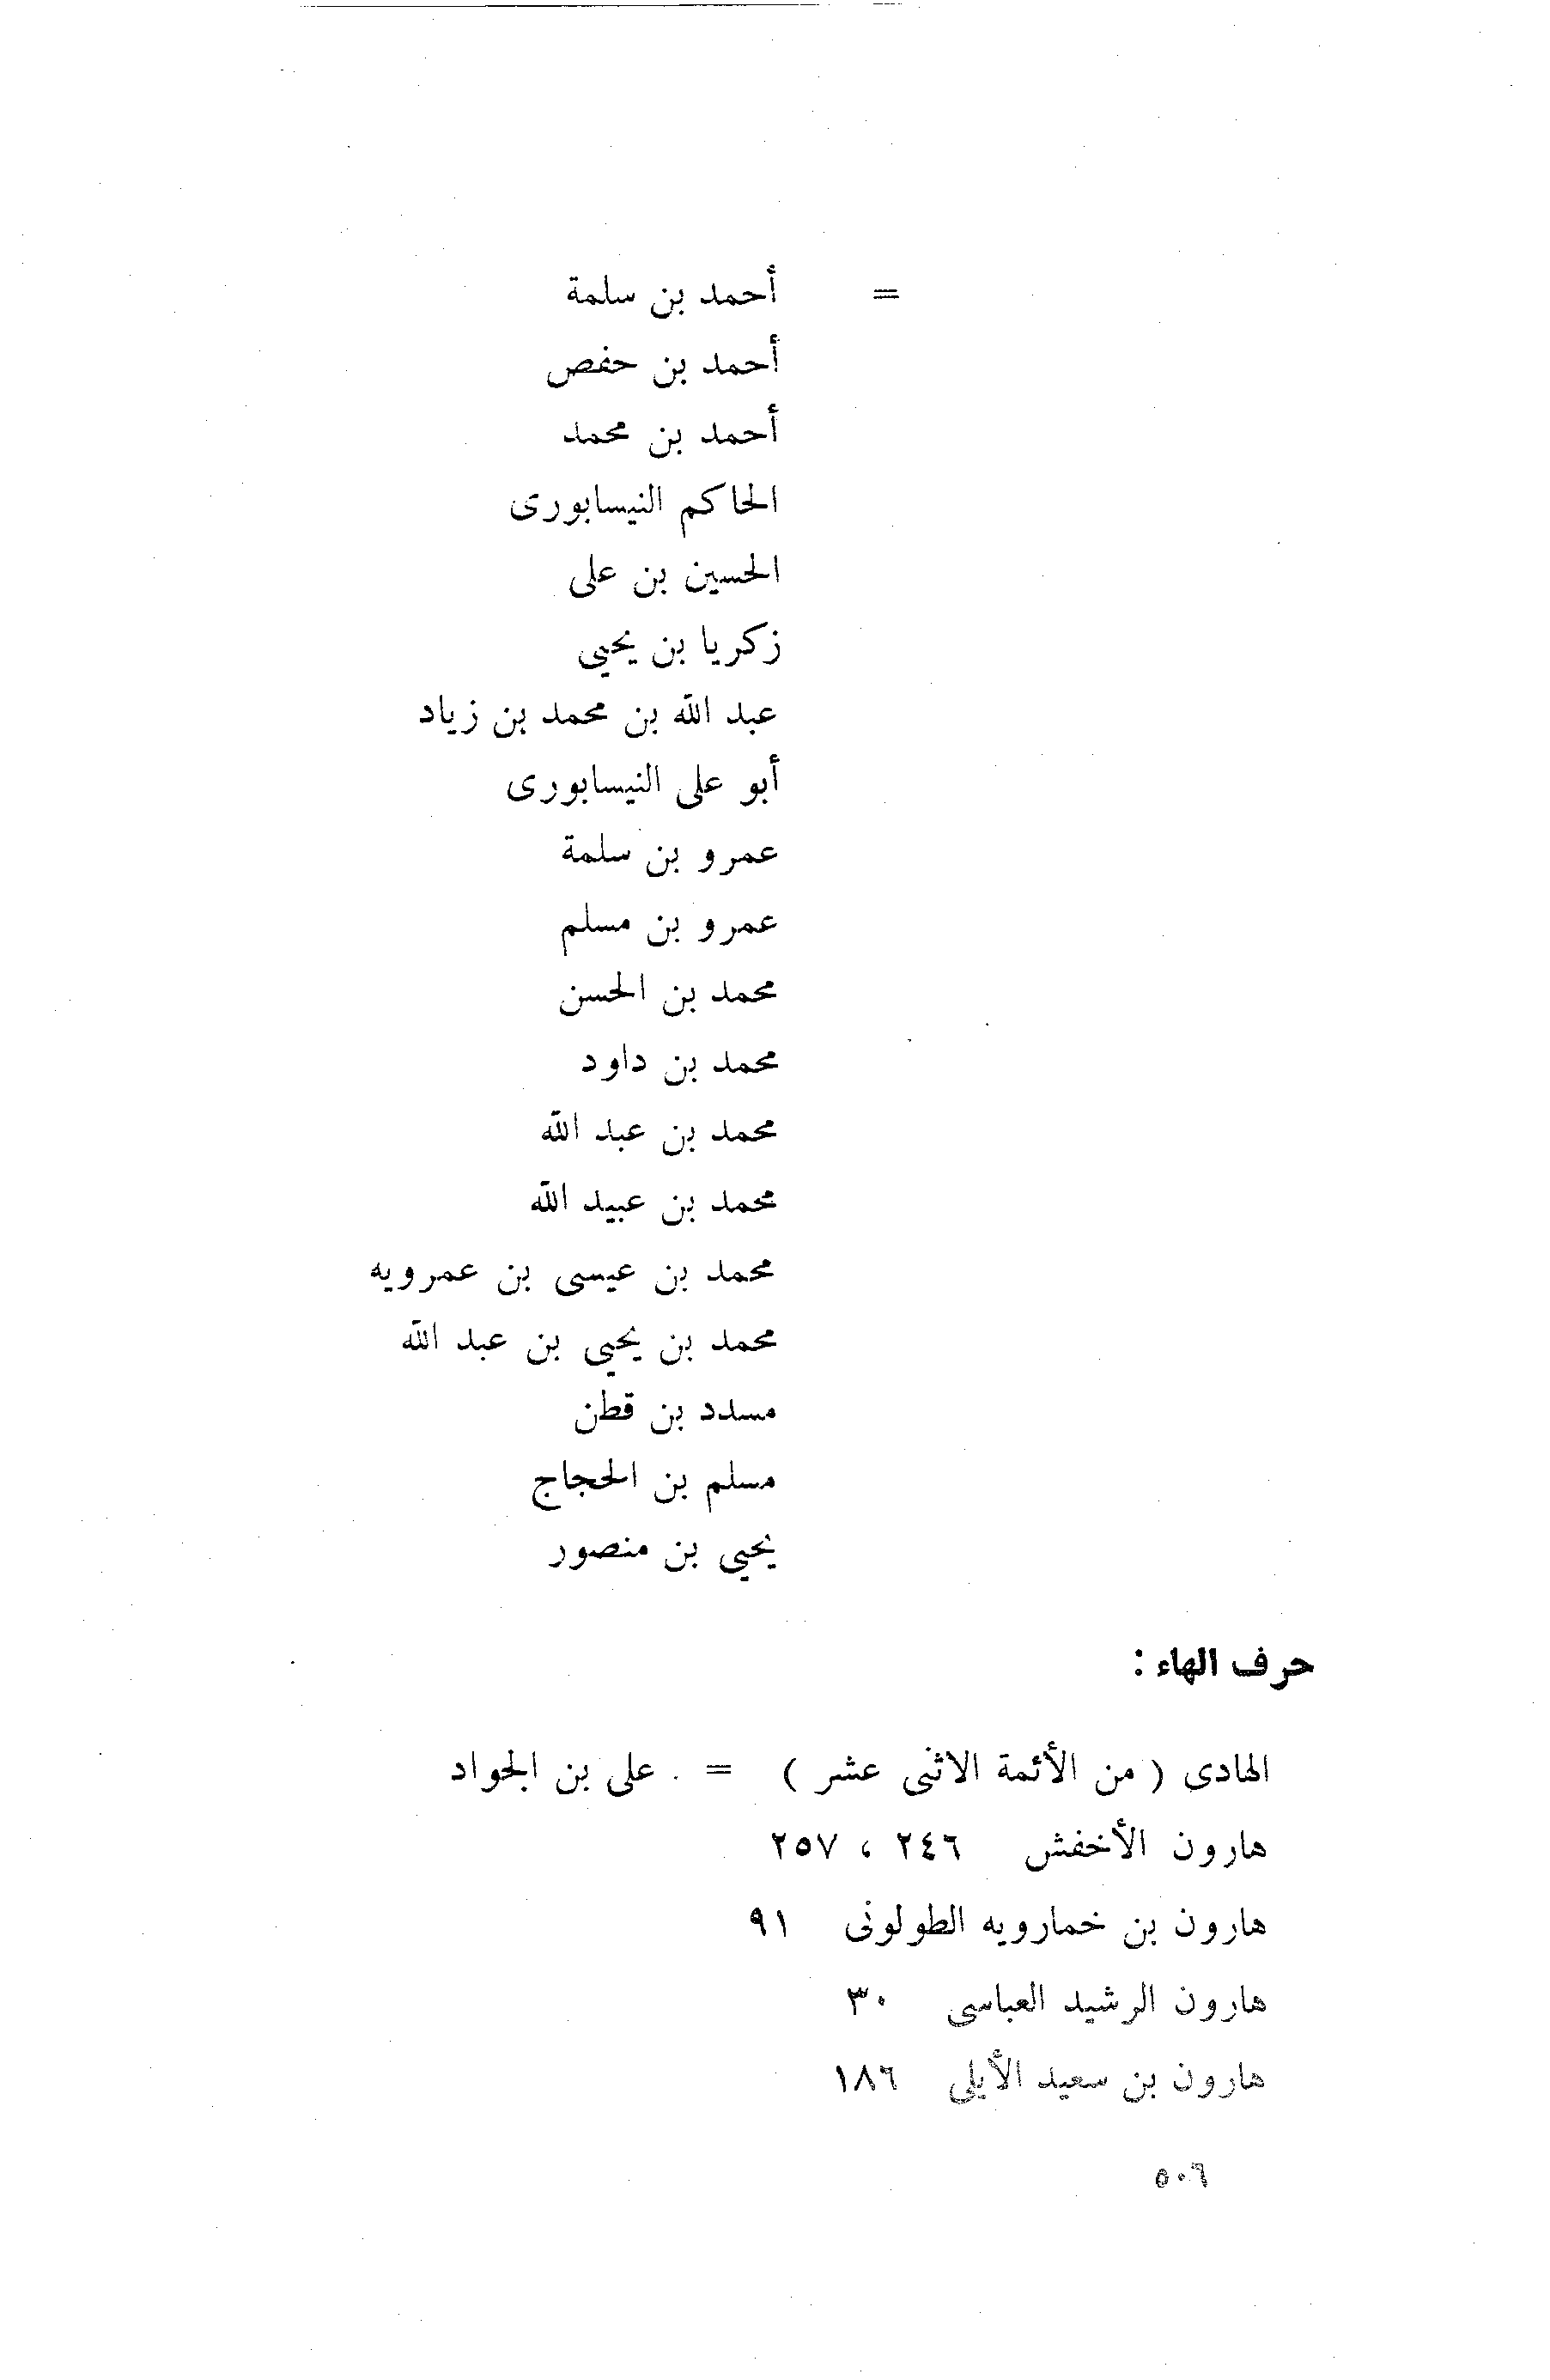 = أحمد بن سلمة
أحمد بن حفص
أحمد بن محمد
الحاكم النيسابورى
الحسين بن على
زكريا بن يحيى
عبد الله بن محمد بن زياد
أبو على النيسابورى
عمرو بن سلمة
عمرو بن مسلم
محمد بن الحسن
محمد بن داود
محمد بن عبد الله
محمد بن عبيد الله
محمد بن عيسى بن عمرويه
محمد بن يحيى بن عبد الله
مسدد بن قطن
مسلم بن الحجاج
يحيى بن منصور
حرف الهاء :
الهادى ( من الأئمة الاثنى عشر ) = على بن الجواد
هارون الأخفش ٢٤٦ ، ٢٥٧
هارون بن خمارويه الطولونى ٩١
هارون الرشيد العباسى ٣٠
هارون بن سعيد الأيلى ١٨٦
٥٠٦